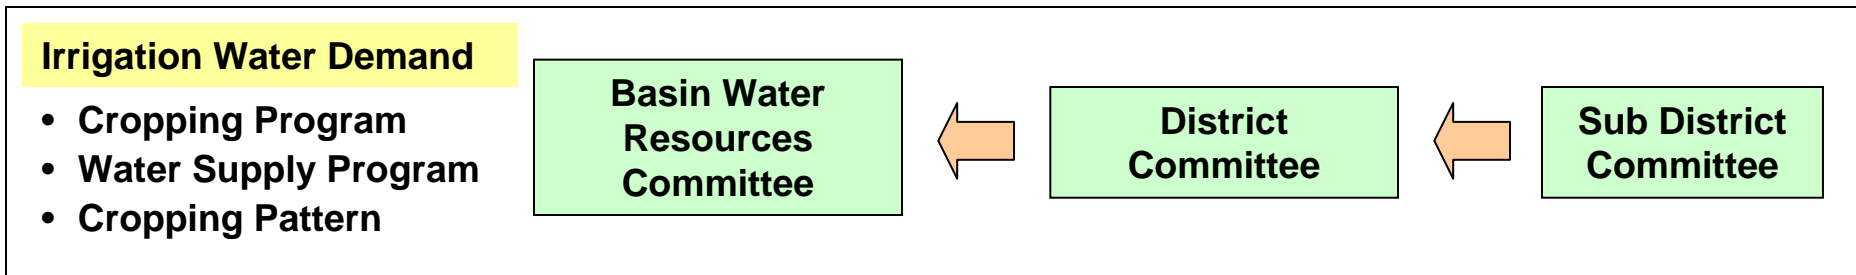 Irrigation Water Demand
• Cropping Program
• Water Supply Program
• Cropping Pattern
Basin Water
Resources
Committee
District
Committee
Sub District
Committee